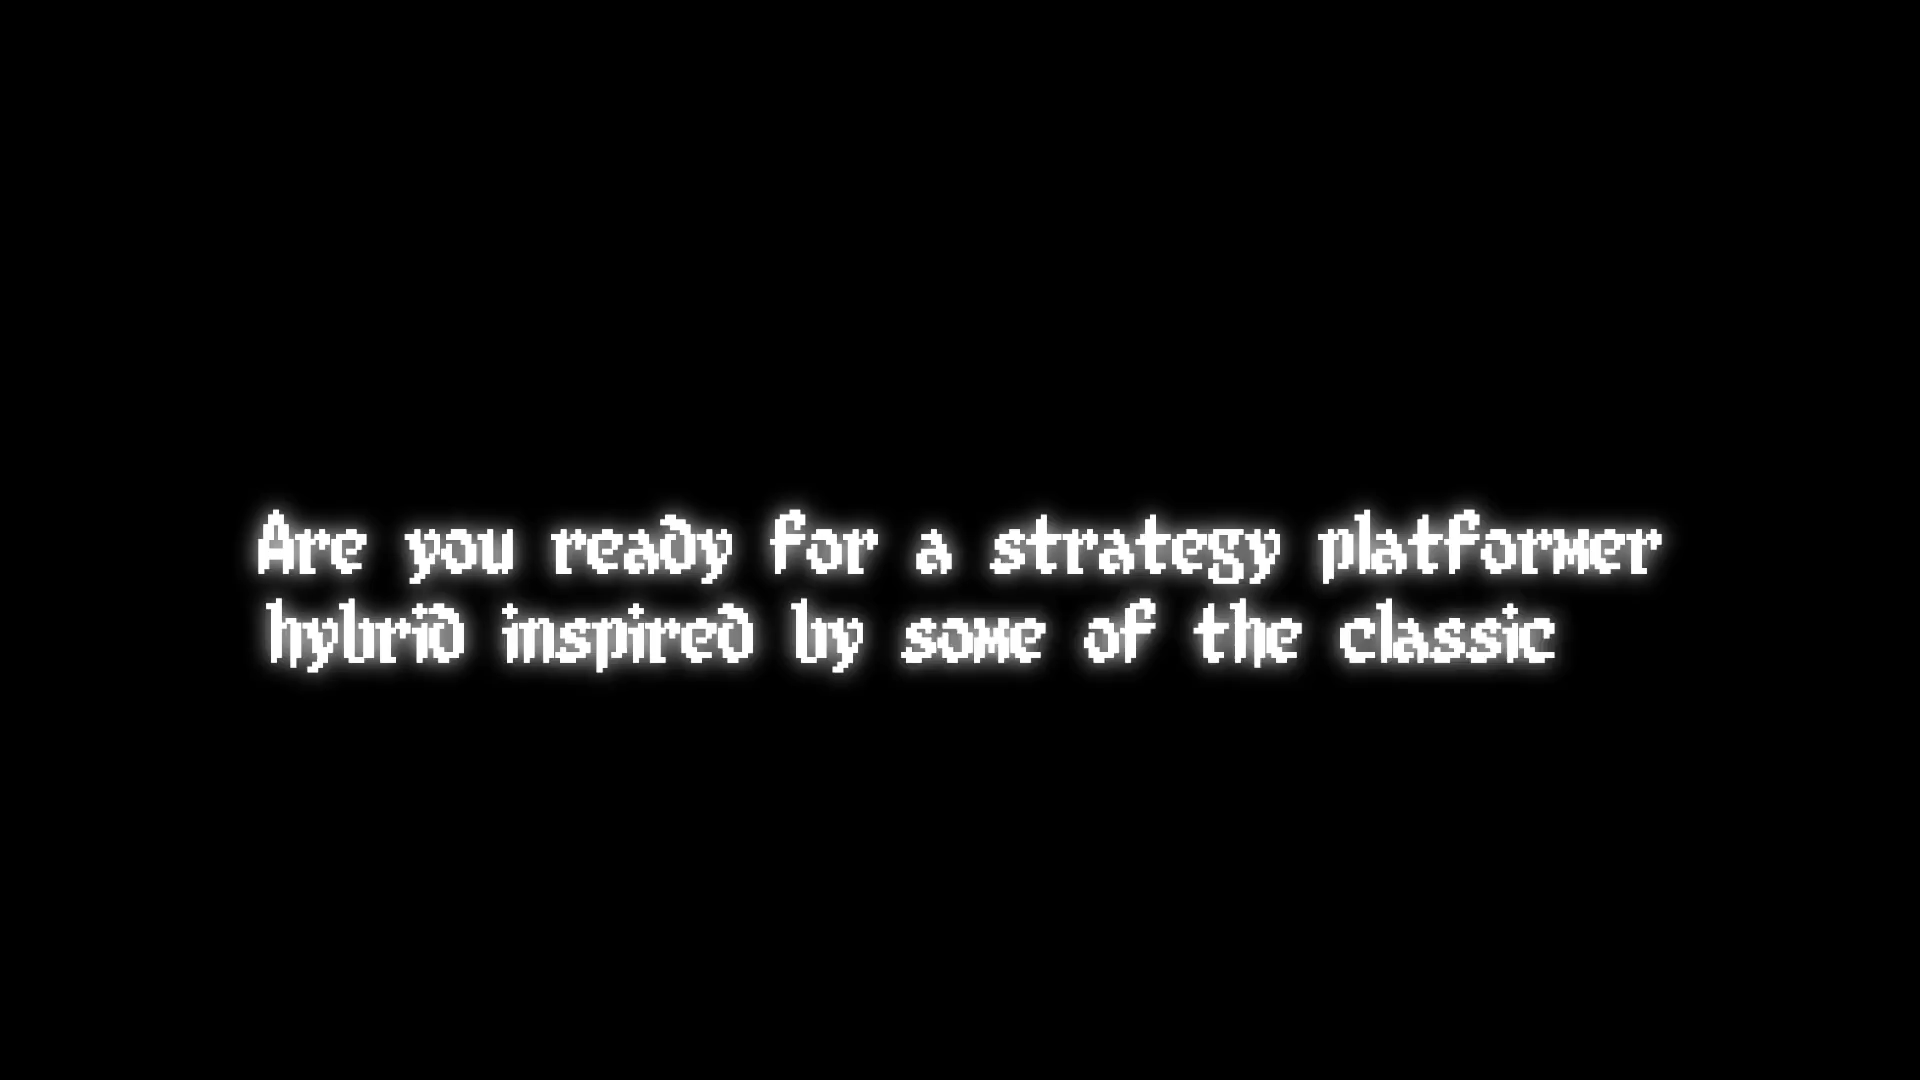 Are you ready for a strategy platformer
hybrid inspired by some of the classic